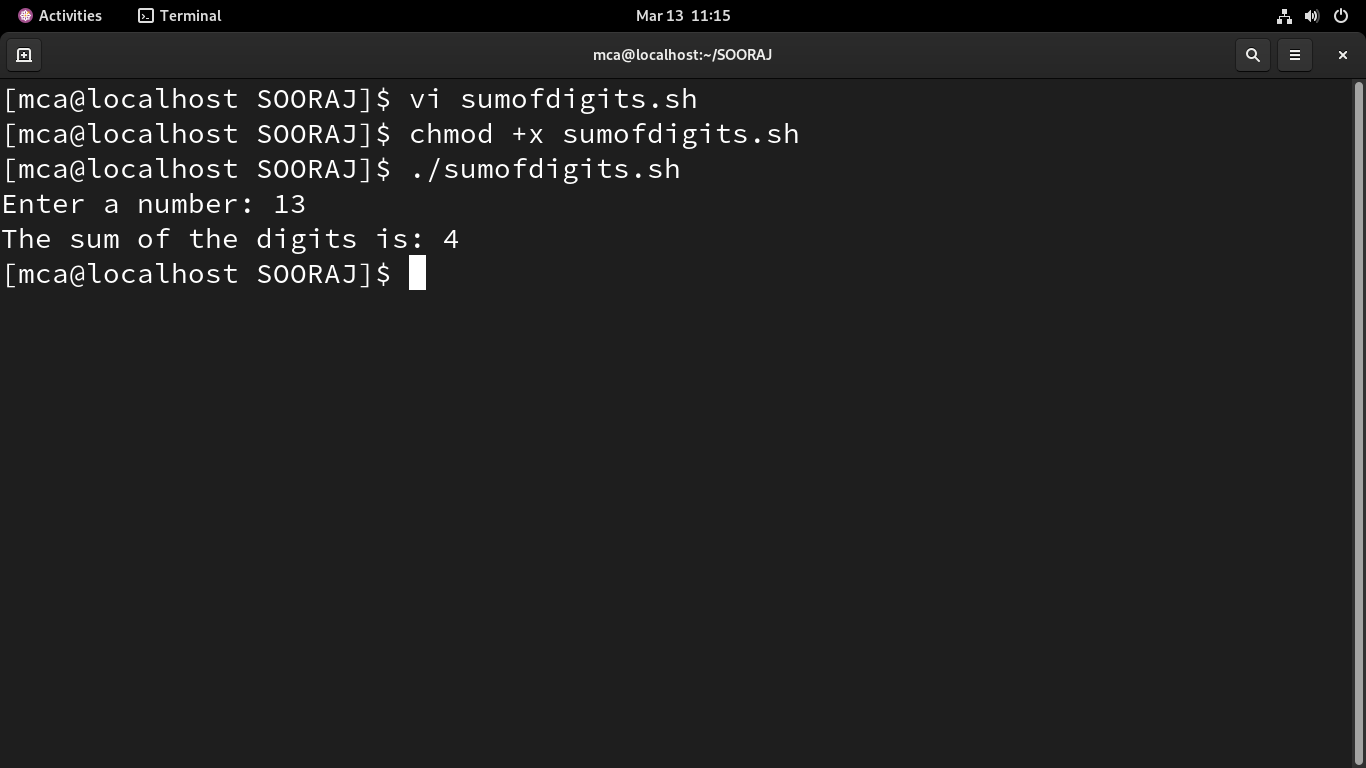 Activities Terminal Mar 13 11:15
mca@localhost:~/SOORAJ
[mca@localhost SOORAJ]$ vi sumofdigits.sh
[mca@localhost SOORAJ]$ chmod +x sumofdigits.sh
[mca@localhost SOORAJ]$ ./sumofdigits.sh
Enter a number: 13
The sum of the digits is: 4
[mca@localhost SOORAJ]$